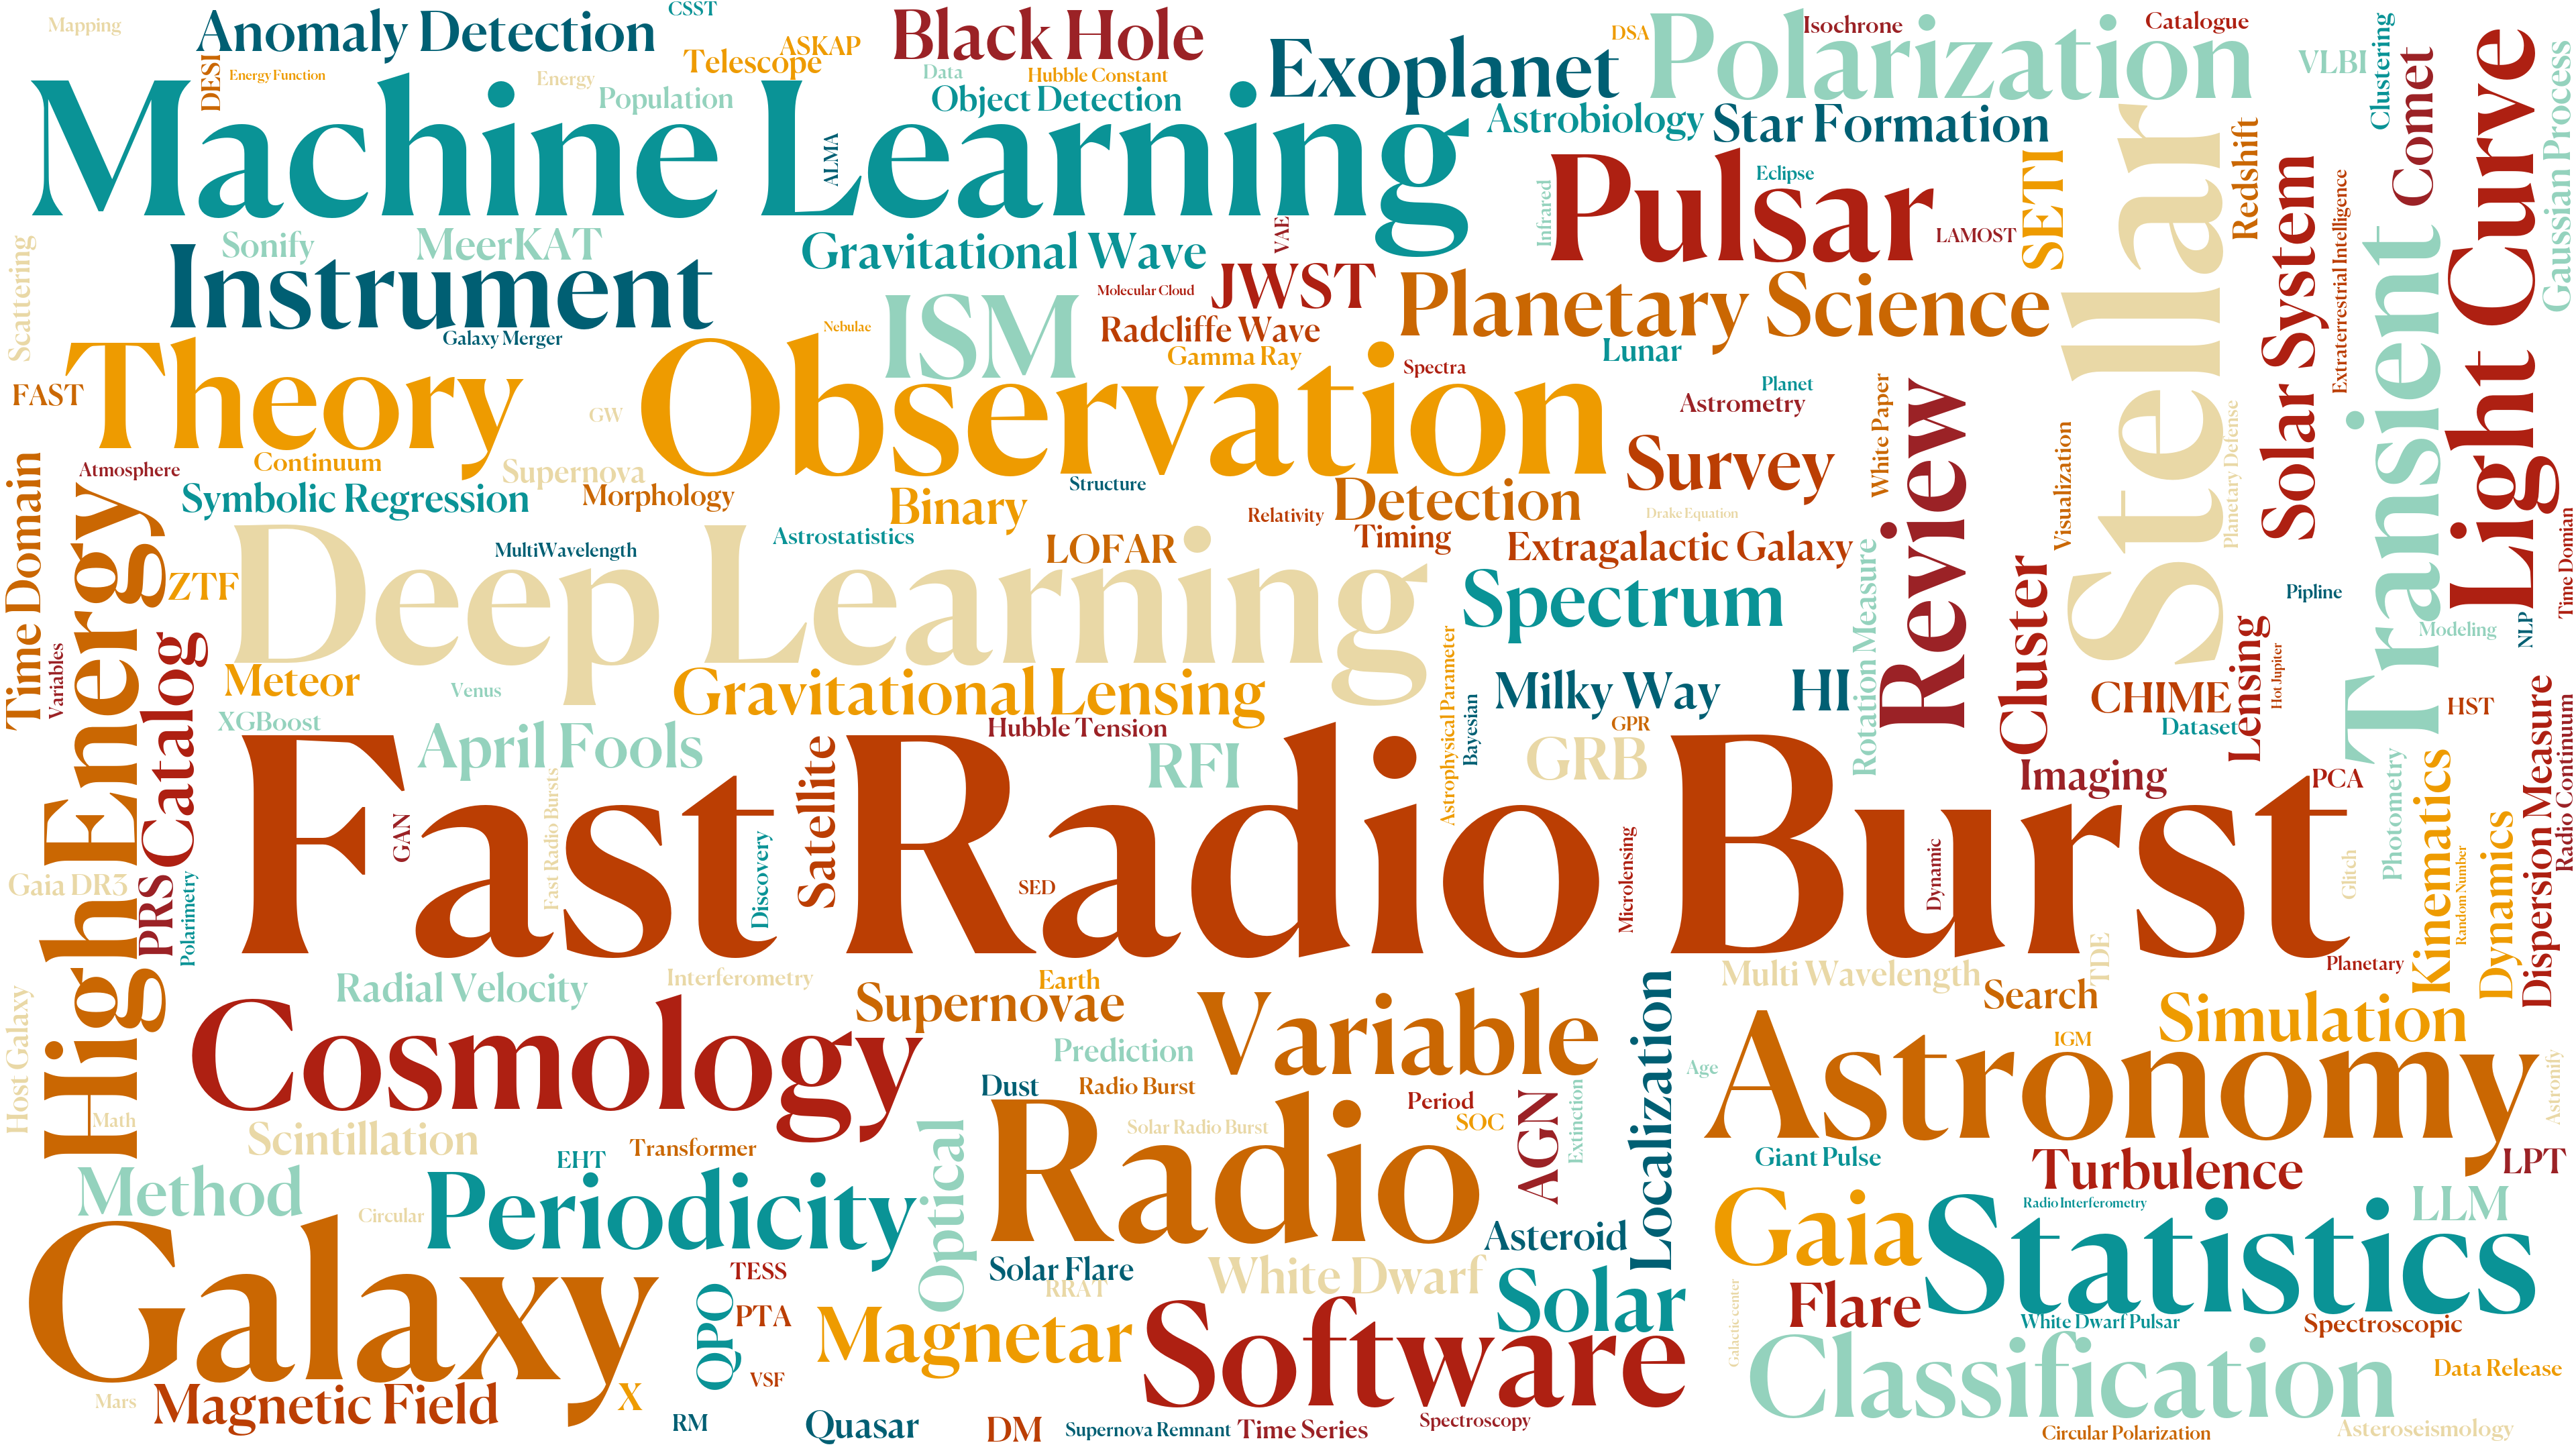 Mapping
Anomaly Detection
CSST
Telescope
ASKAP
Black Hole
Exoplanet
DSA
Polarization
Isochrone
Catalogue
VLBI
Clustering
Comet
Light Curve
Gaussian Process
DESI
Energy Function
Energy
Population
Data
Hubble Constant
Object Detection
Astrobiology
Star Formation
Machine Learning
ALMA
Infrared
Pulsar
Eclipse
LAMOST
SETI
Stellar
Redshift
Solar System
Extraterrestrial Intelligence
Transient
Scattering
Sonify
MeerKAT
Gravitational Wave
VAE
Instrument
Galaxy Merger
ISM
Molecular Cloud
JWST
Planetary Science
Nebulae
Radcliffe Wave
Gamma Ray
Spectra
Lunar
Theory
Observation
FAST
GW
Planet
Astrometry
White Paper
Review
Planetary Defense
Visualization
Time Domain
Atmosphere
Continuum
Supernova
Symbolic Regression
Morphology
Binary
Structure
Survey
Detection
Relativity
Drake Equation
Timing
Extragalactic Galaxy
High Energy
MultiWavelength
Astrostatistics
LOFAR
Deep Learning
ZTF
Spectrum
Rotation Measure
Cluster
Pipline
Time Domian
NLP
Modeling
Variables
Catalog
Meteor
Venus
Gravitational Lensing
Astrophysical Parameter
Bayesian
Milky Way
HI
CHIME
Lensing
Hot Jupiter
Dataset
HST
XGBoost
April Fools
Hubble Tension
RFI
GPR
GRB
Imaging
PCA
Photometry
Kinematics
Dispersion Measure
Radio Continuum
Fast Radio Burst
GAN
Fast Radio Bursts
Discovery
Satellite
SED
Microlensing
Dynamic
Glitch
Random Number
Dynamics
Gaia DR3
PRS
Polarimetry
Host Galaxy
Radial Velocity
Interferometry
Earth
Supernovae
Variable
Localization
Multi Wavelength
Search
TDE
Planetary
Simulation
Cosmology
Prediction
Dust
Radio Burst
Age
IGM
Astronomy
Astronify
Math
Scintillation
Transformer
EHT
Optical
Radio
Solar Radio Burst
Period
SOC
AGN
Extinction
Giant Pulse
Turbulence
LPT
Method
Circular
Periodicity
Asteroid
Gaia
Radio Interferometry
Statistics
LLM
Galaxy
TESS
QPO
PTA
Solar Flare
RRAT
White Dwarf
Solar
Galactic center
Flare
White Dwarf Pulsar
Spectroscopic
Magnetar
Software
Classification
Data Release
Mars
Magnetic Field
X
VSF
RM
Quasar
DM
Supernova Remnant
Time Series
Spectroscopy
Circular Polarization
Asteroseismology